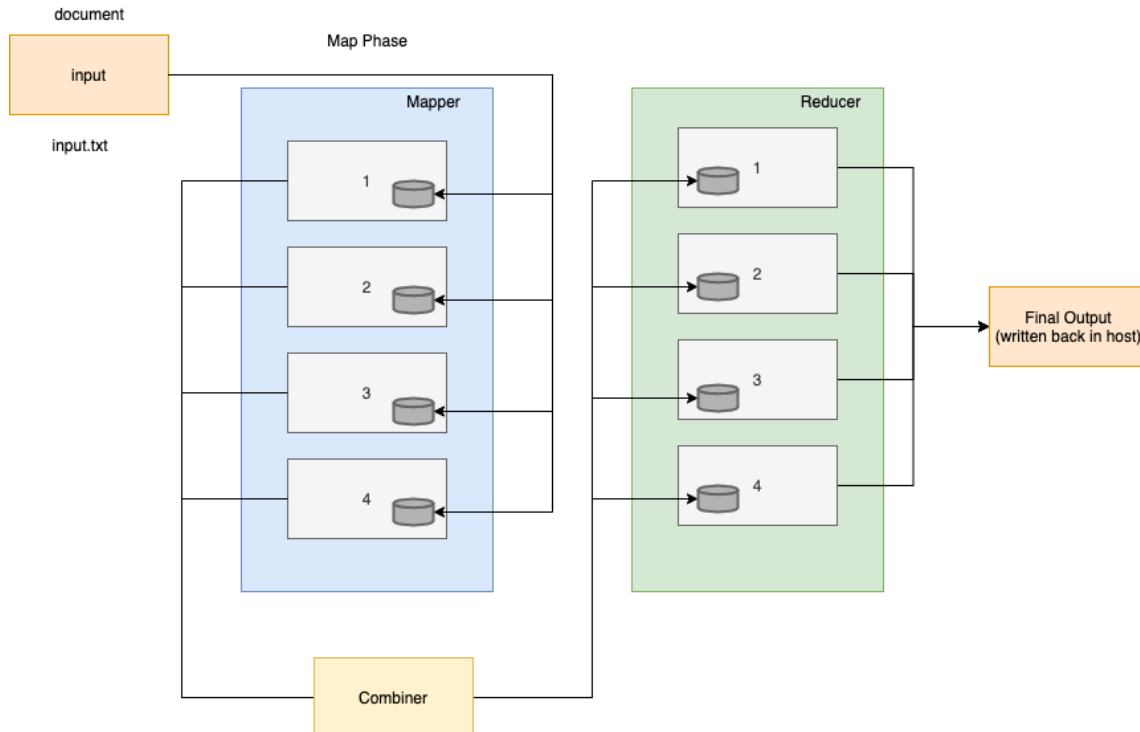 document
input
input.txt
Map Phase
Mapper
1
2
3
4
Combiner
Reducer
1
2
3
4
Final Output
(written back in host)